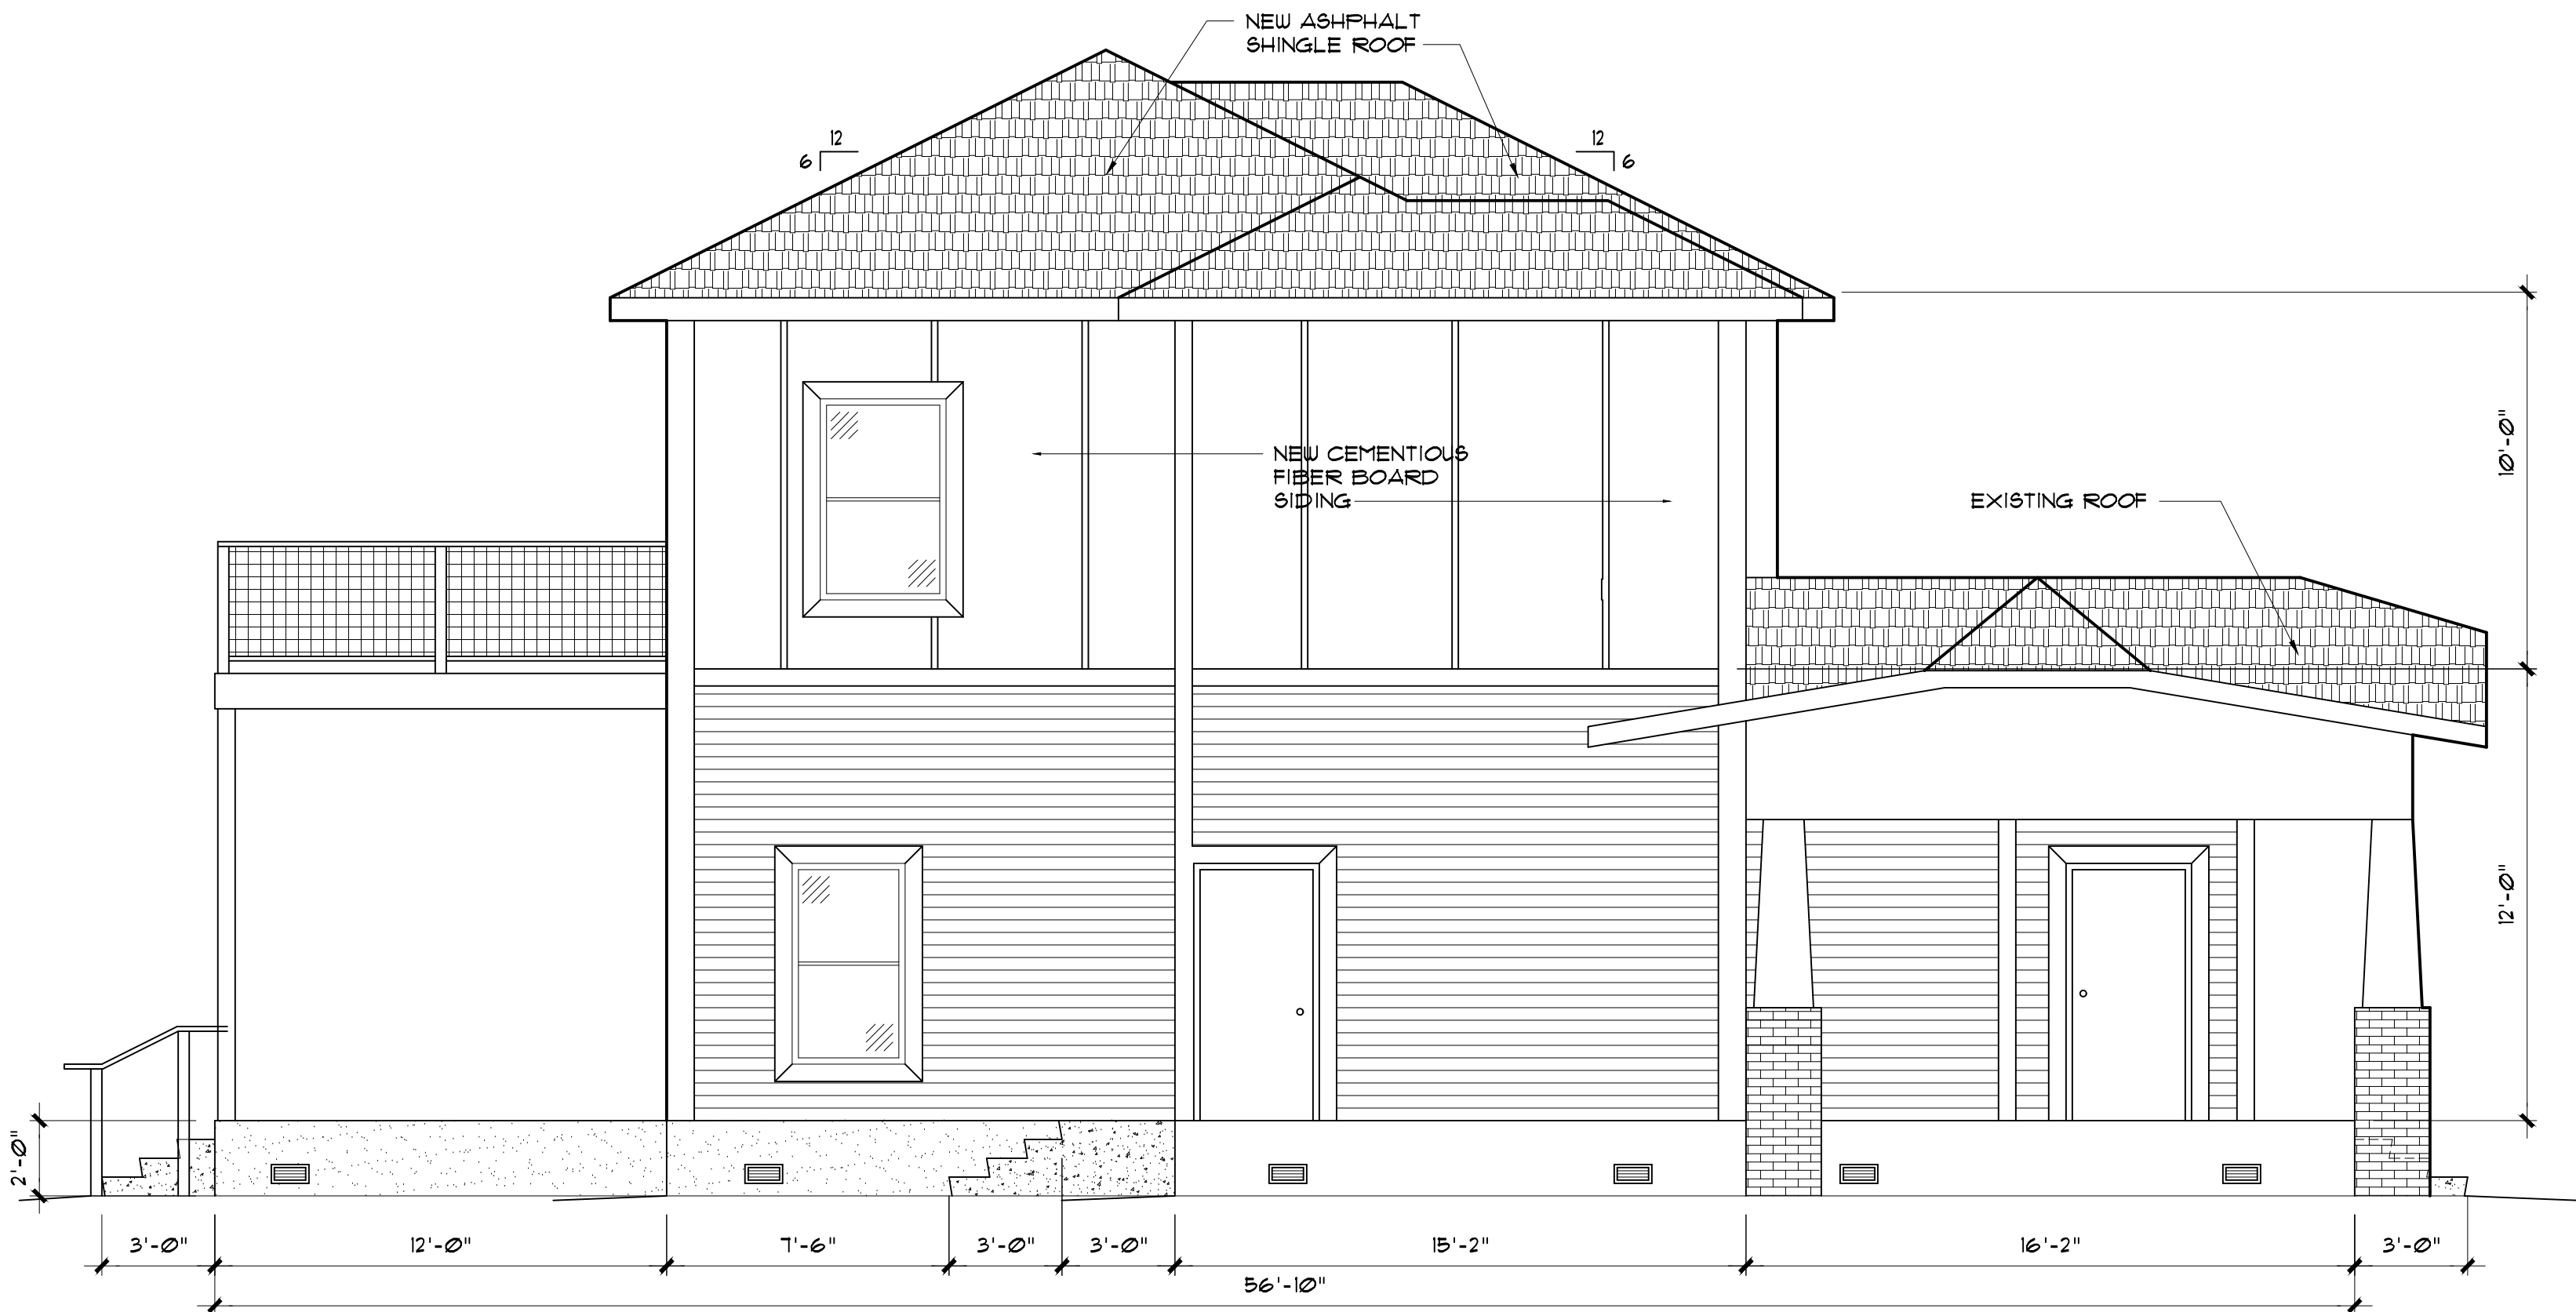 NEW ASHPHALT
SHINGLE ROOF
12
6
12
6
NEW CEMENTIOUS
FIBER BOARD
SIDING
EXISTING ROOF
10'-0"
12'-0"
2'-0"
3'-0"
12'-0"
7'-6"
3'-0"
3'-0"
15'-2"
16'-2"
3'-0"
56'-10"